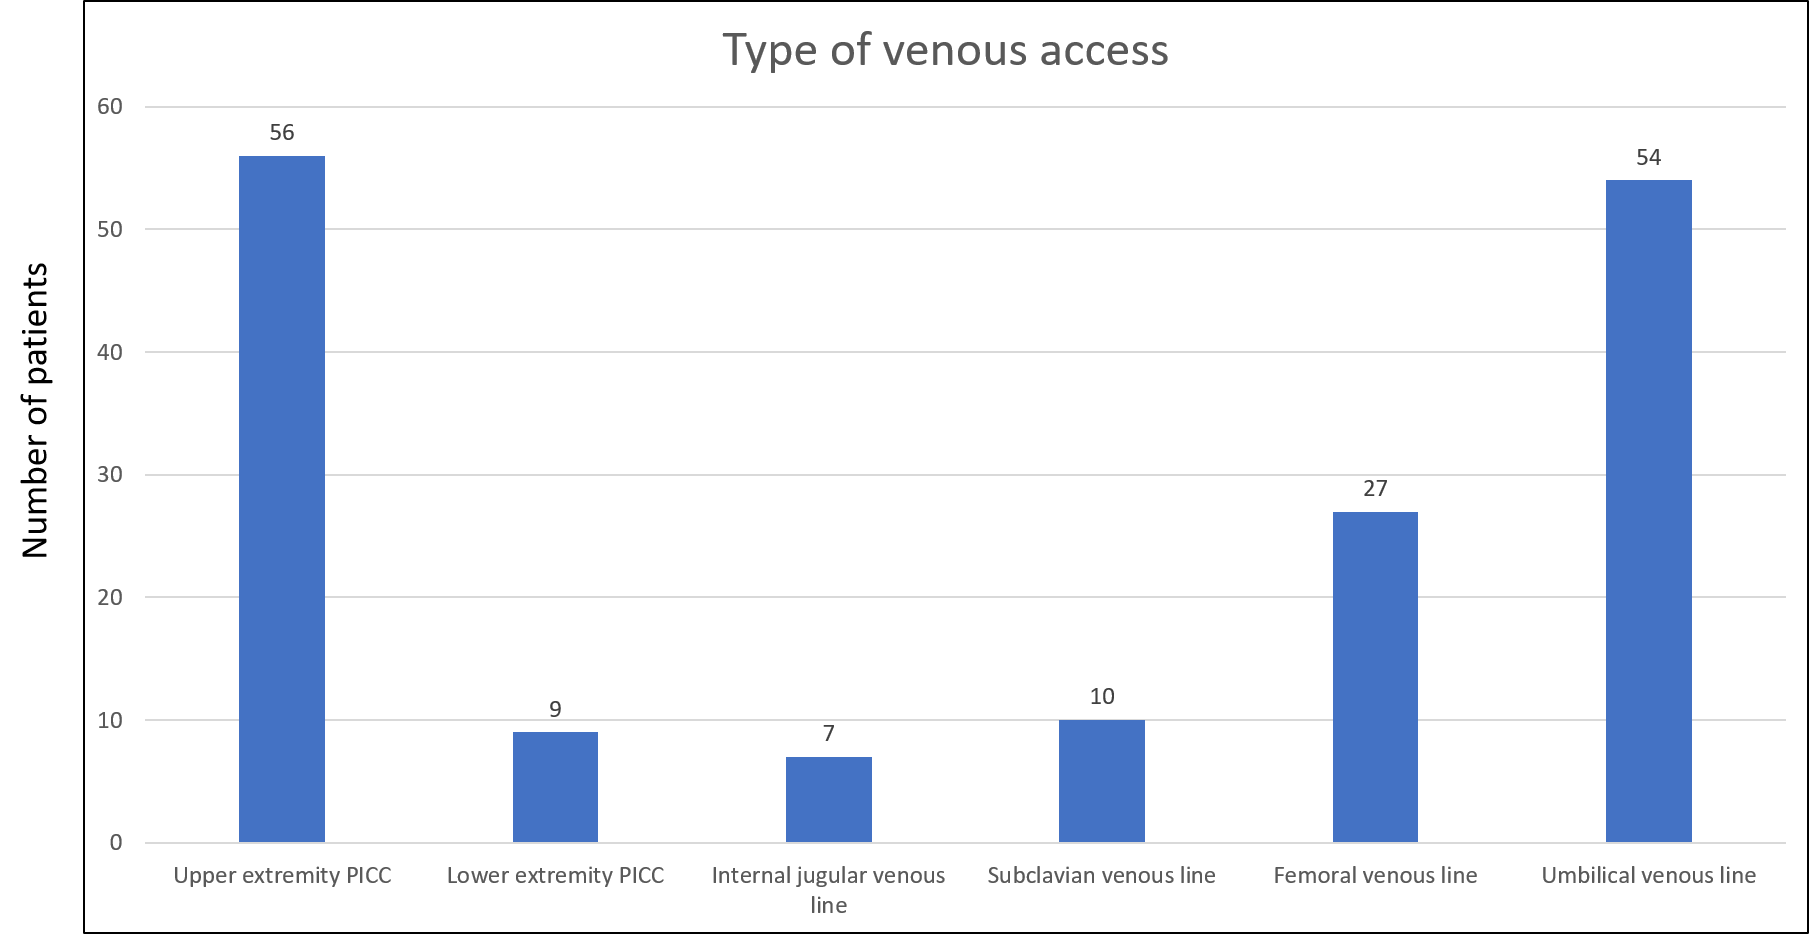 Type of venous access
Number of patients
60
50
40
30
20
10
0
56
9
7
10
27
54
Upper extremity PICC
Lower extremity PICC
Internal jugular venous
line
Subclavian venous line
Femoral venous line
Umbilical venous line